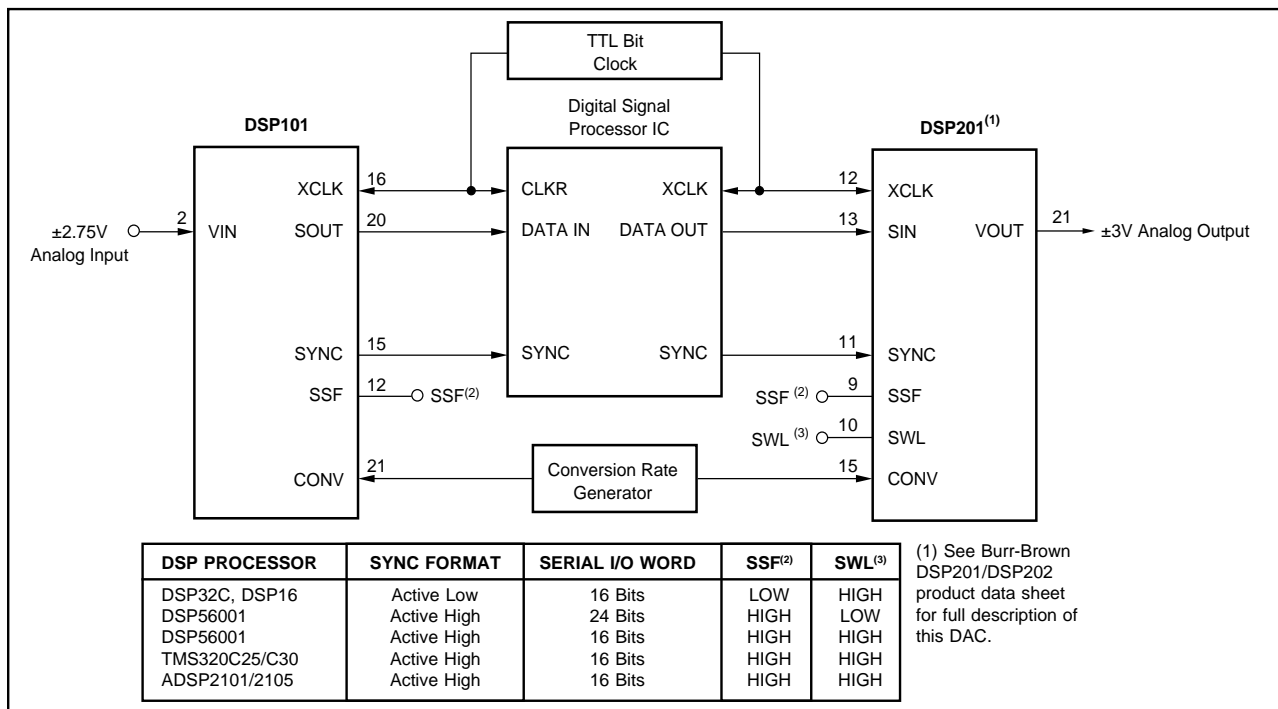 TTL Bit
Clock
Digital Signal
Processor IC
DSP101
DSP201(1)
±2.75V
Analog Input
2
VIN
XCLK
16
SOUT
20
SYNC
15
SSF
12
SSF(2)
CONV
21
CLKR
DATA IN
SYNC
XCLK
DATA OUT
SYNC
12
XCLK
13
SIN
VOUT
21
±3V Analog Output
11
SYNC
SSF (2)
9
SSF
SWL (3)
10
SWL
15
CONV
Conversion Rate
Generator
DSP PROCESSOR SYNC FORMAT SERIAL I/O WORD SSF(2) SWL(3)
DSP32C, DSP16 Active Low 16 Bits LOW HIGH
DSP56001 Active High 24 Bits HIGH LOW
DSP56001 Active High 16 Bits HIGH HIGH
TMS320C25/C30 Active High 16 Bits HIGH HIGH
ADSP2101/2105 Active High 16 Bits HIGH HIGH
(1) See Burr-Brown
DSP201/DSP202
product data sheet
for full description of
this DAC.